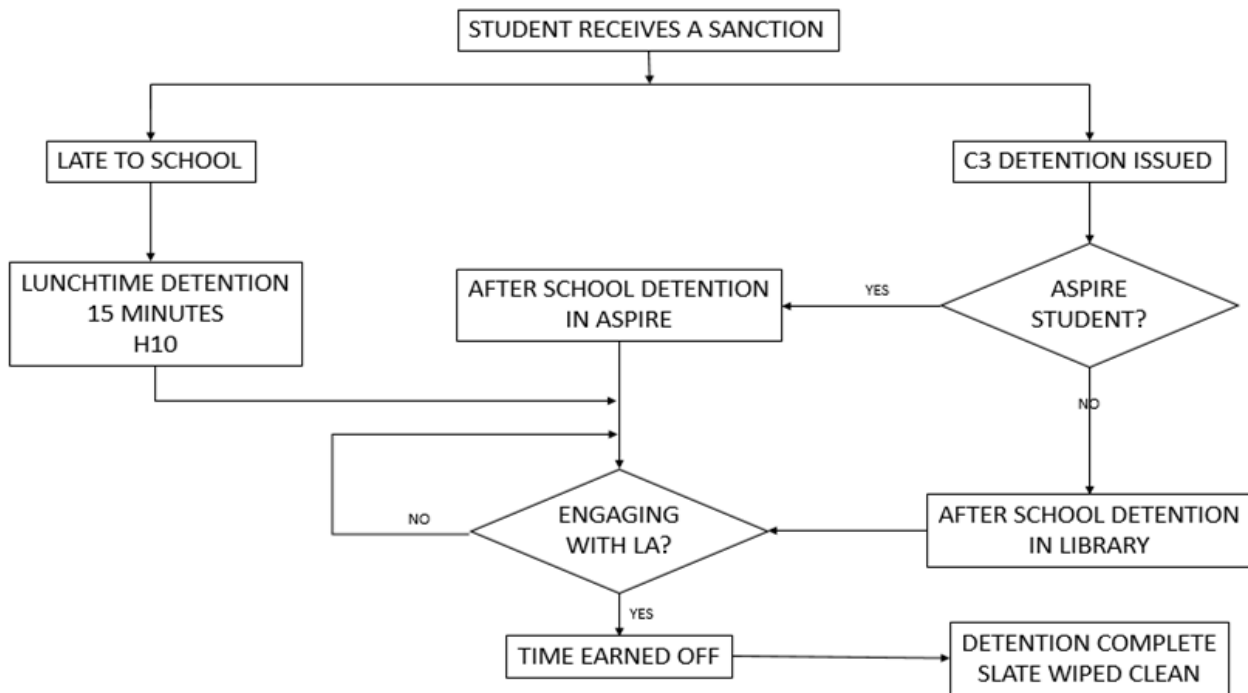 STUDENT RECEIVES A SANCTION
LATE TO SCHOOL
C3 DETENTION ISSUED
LUNCHTIME DETENTION
15 MINUTES
H10
AFTER SCHOOL DETENTION
IN ASPIRE
YES
ASPIRE
STUDENT?
NO
ENGAGING
WITH LA?
NO
AFTER SCHOOL DETENTION
IN LIBRARY
YES
TIME EARNED OFF
DETENTION COMPLETE
SLATE WIPED CLEAN